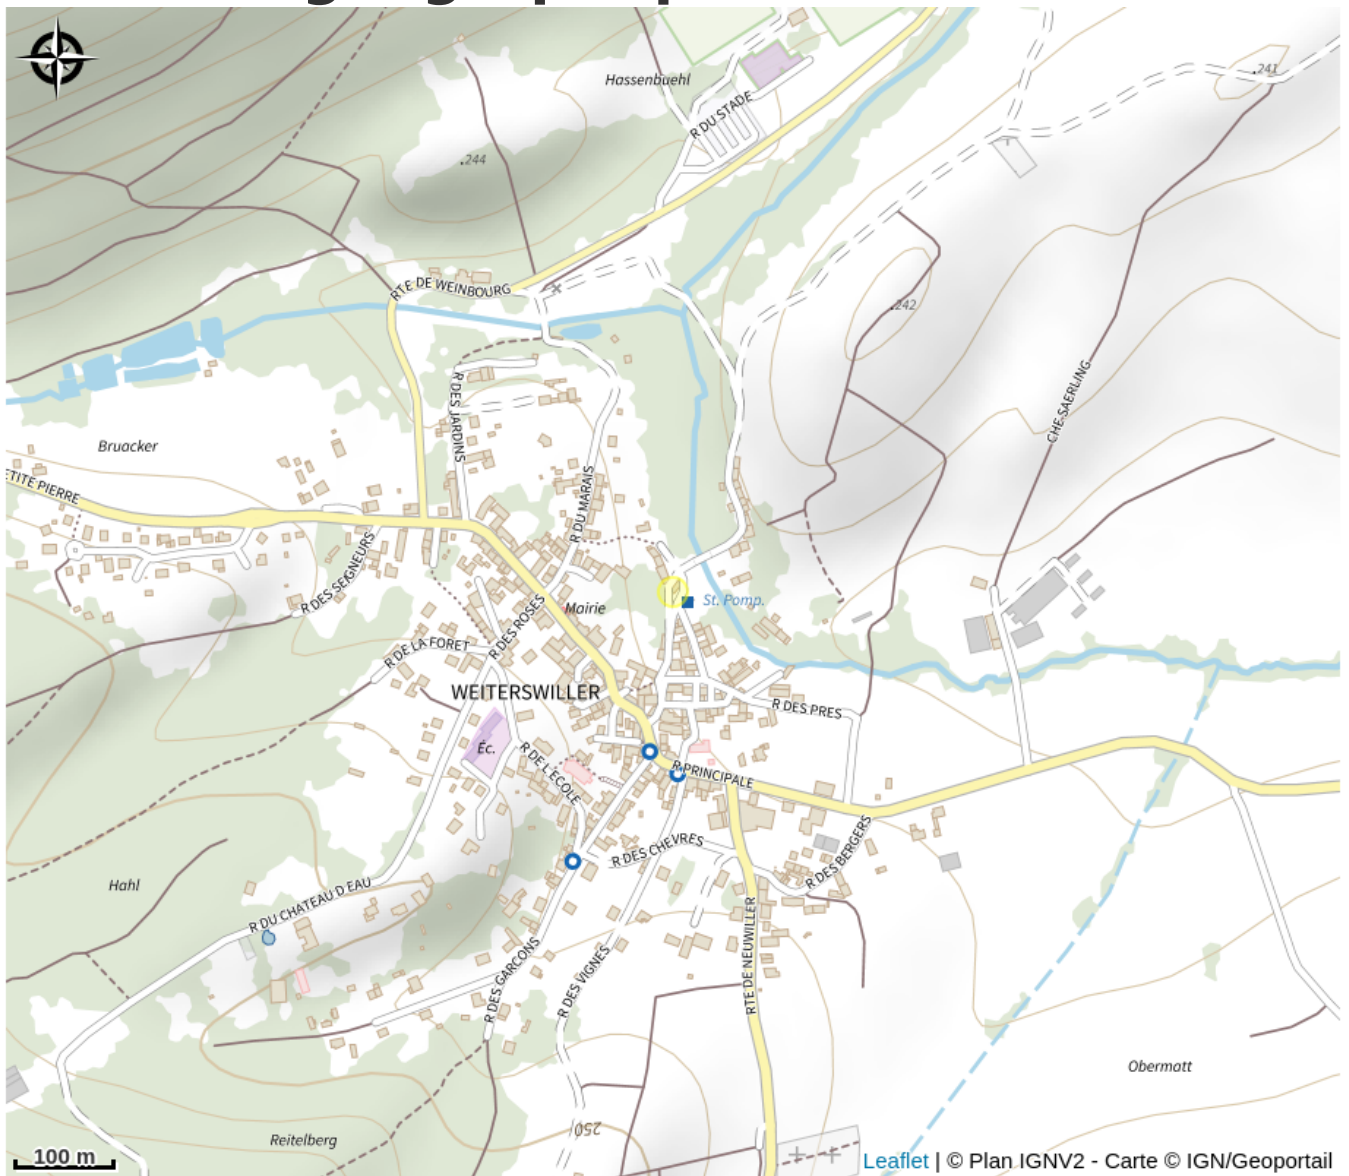 Hassenbuehl
R DU STADE
.241
.244
RTE DE WEINBOURG
.242
CHE SAERLING
R DES JARDINS
Bruacker
ETITE PIERRE
R DU MARAIS
R DES SEIGNEURS
R DES ROSES
Mairie
St. Pomp.
R DE LA FORET
WEITERSWILLER
R DES PRES
Éc.
R DE L'ECOLE
R PRINCIPALE
R DES CHEVRES
R DES BERGERS
Hahl
R DU CHATEAU D EAU
RTE DE NEUWILLER
R DES GARCONS
R DES VIGNES
Obermatt
250
Reitelberg
100 m
Leaflet | © Plan IGNV2 - Carte © IGN/Geoportail